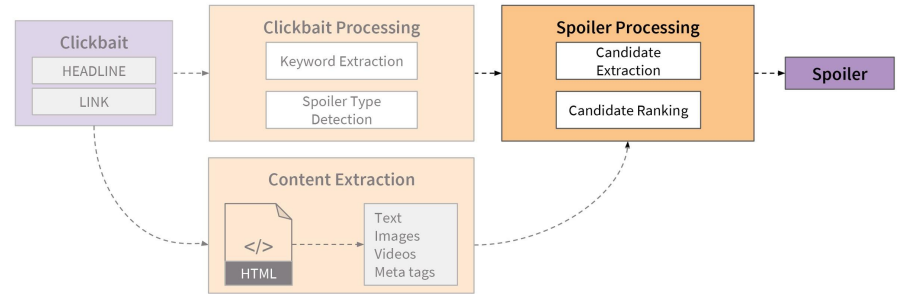 Clickbait
HEADLINE
LINK
Clickbait Processing
Keyword Extraction
Spoiler Type
Detection
Spoiler Processing
Candidate
Extraction
Candidate Ranking
Spoiler
Content Extraction
</>
HTML
Text
Images
Videos
Meta tags